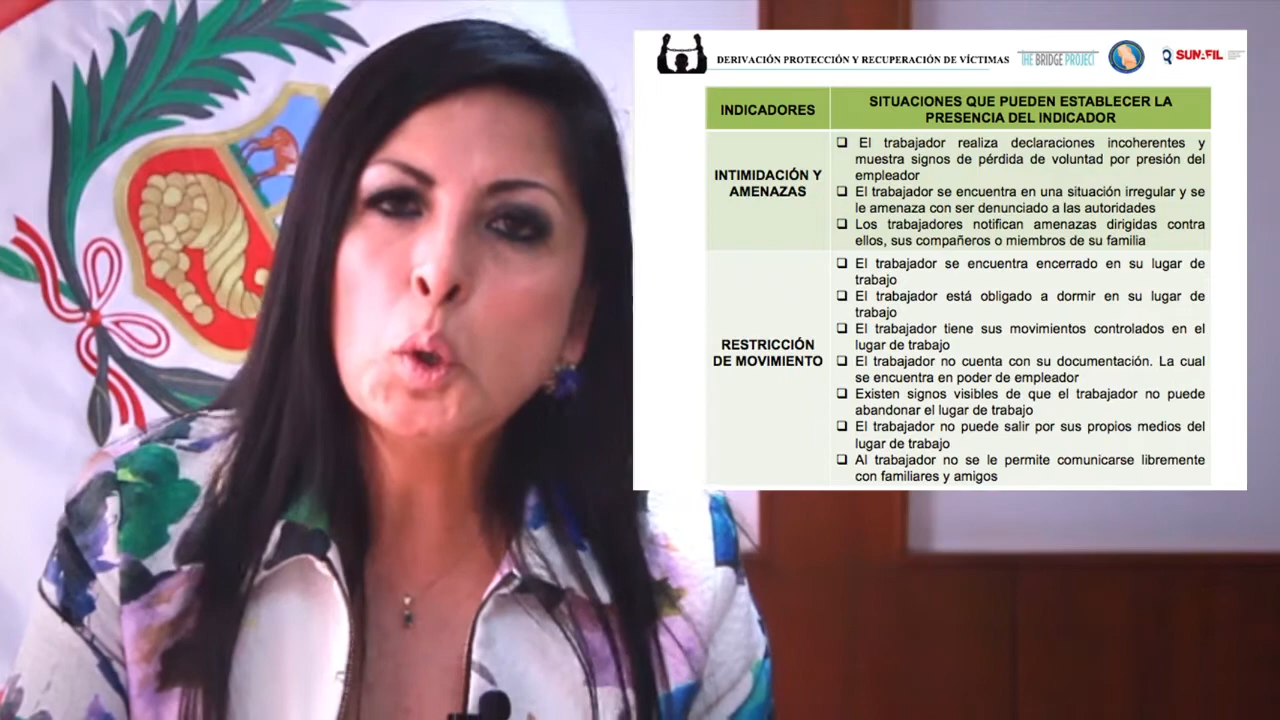 DERIVACIÓN PROTECCIÓN Y RECUPERACIÓN DE VÍCTIMAS
THE BRIDGE PROJECT
SUNAFIL
INDICADORES
SITUACIONES QUE PUEDEN ESTABLECER LA
PRESENCIA DEL INDICADOR
INTIMIDACIÓN Y
AMENAZAS
❑ El trabajador realiza declaraciones incoherentes y
muestra signos de pérdida de voluntad por presión del
empleador
❑ El trabajador se encuentra en una situación irregular y se
le amenaza con ser denunciado a las autoridades
❑ Los trabajadores notifican amenazas dirigidas contra
ellos, sus compañeros o miembros de su familia
RESTRICCIÓN
DE MOVIMIENTO
❑ El trabajador se encuentra encerrado en su lugar de
trabajo
❑ El trabajador está obligado a dormir en su lugar de
trabajo
❑ El trabajador tiene sus movimientos controlados en el
lugar de trabajo
❑ El trabajador no cuenta con su documentación. La cual
se encuentra en poder de empleador
❑ Existen signos visibles de que el trabajador no puede
abandonar el lugar de trabajo
❑ El trabajador no puede salir por sus propios medios del
lugar de trabajo
❑ Al trabajador no se le permite comunicarse libremente
con familiares y amigos